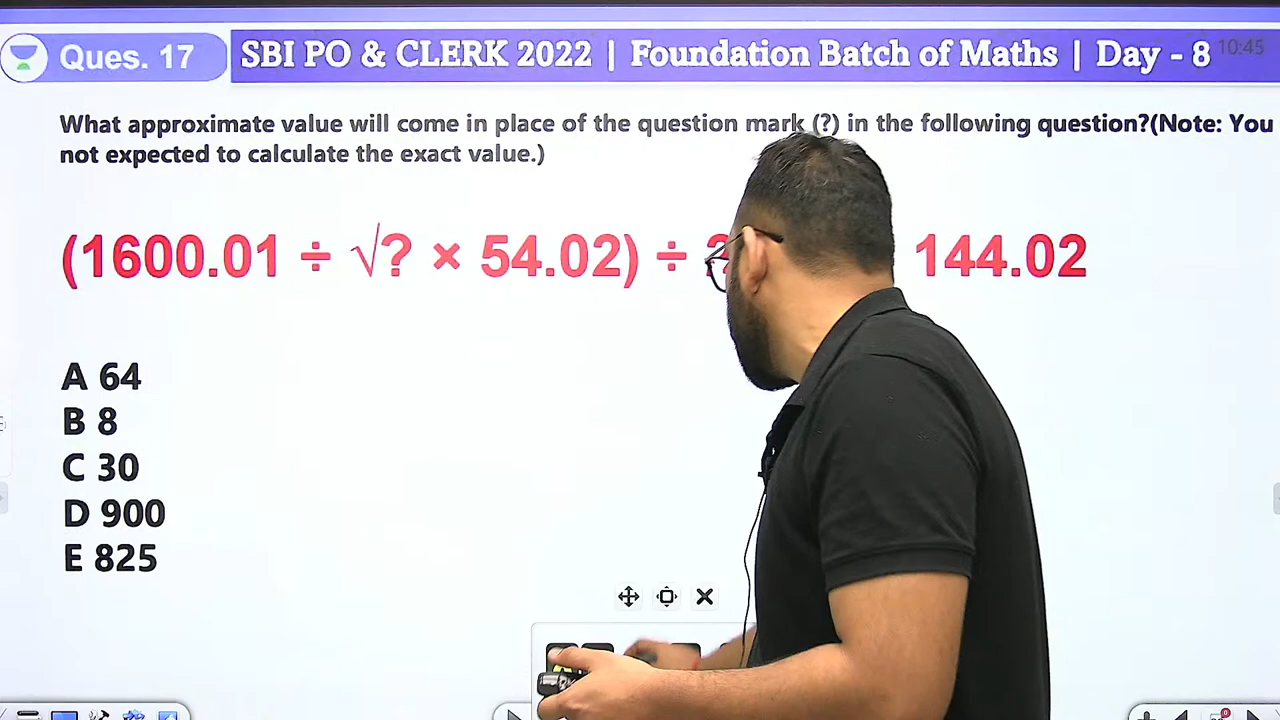 Ques. 17
SBI PO & CLERK 2022 | Foundation Batch of Maths | Day - 8
10:45
What approximate value will come in place of the question mark (?) in the following question?(Note: You
not expected to calculate the exact value.)
(1600.01 ÷ √? × 54.02) ÷ 144.02
A 64
B 8
C 30
D 900
E 825